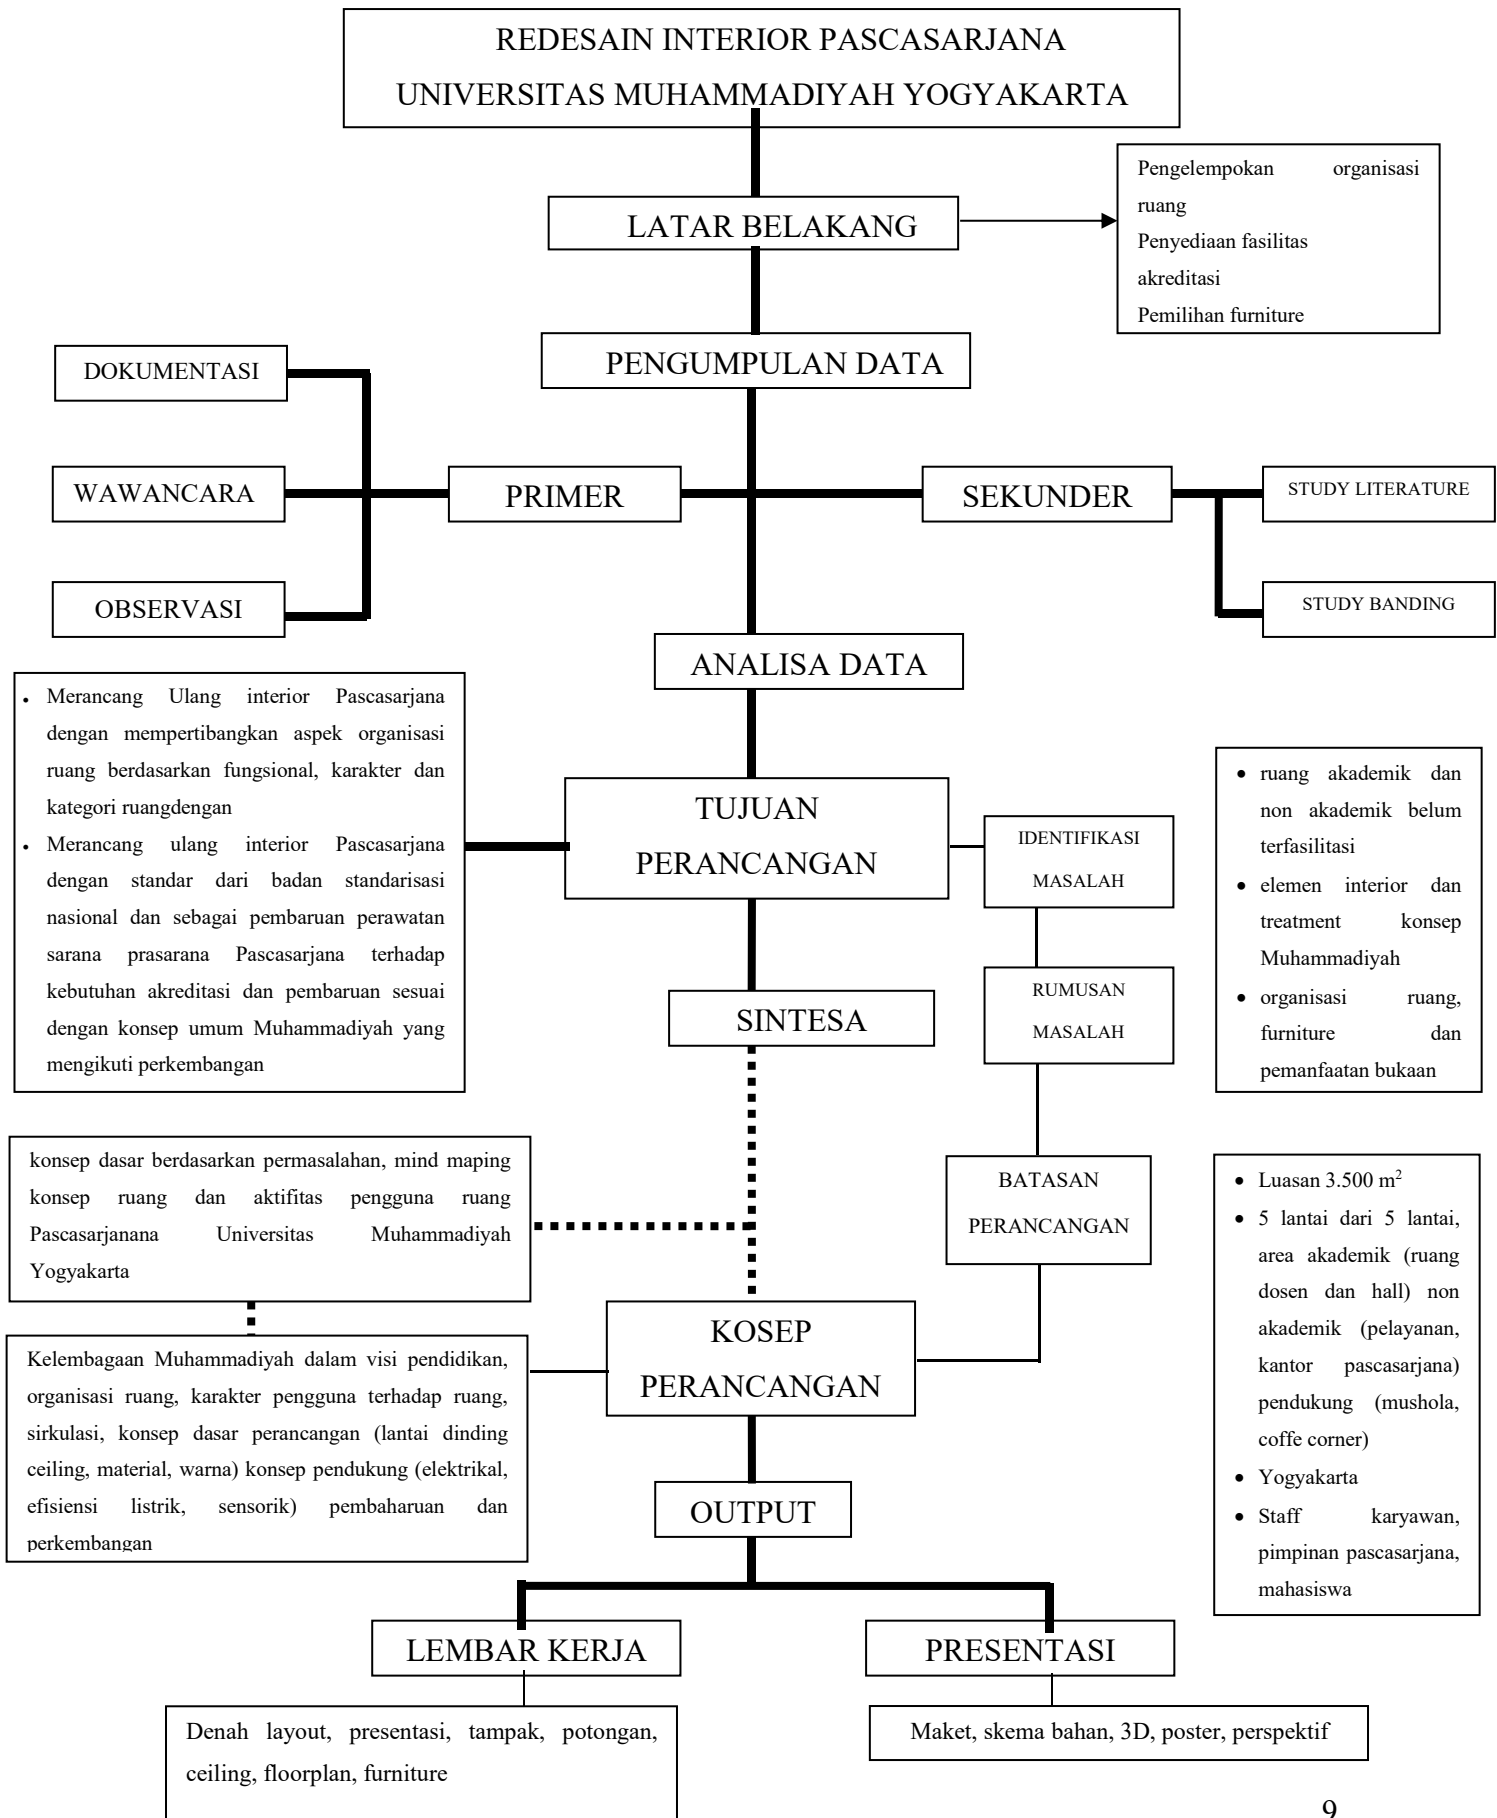 REDESAIN INTERIOR PASCASARJANA
UNIVERSITAS MUHAMMADIYAH YOGYAKARTA
LATAR BELAKANG
Pengelempokan organisasi
ruang
Penyediaan fasilitas
akreditasi
Pemilihan furniture
PENGUMPULAN DATA
DOKUMENTASI
WAWANCARA
OBSERVASI
PRIMER
SEKUNDER
STUDY LITERATURE
STUDY BANDING
ANALISA DATA
• Merancang Ulang interior Pascasarjana
dengan mempertibangkan aspek organisasi
ruang berdasarkan fungsional, karakter dan
kategori ruangdengan
• Merancang ulang interior Pascasarjana
dengan standar dari badan standarisasi
nasional dan sebagai pembaruan perawatan
sarana prasarana Pascasarjana terhadap
kebutuhan akreditasi dan pembaruan sesuai
dengan konsep umum Muhammadiyah yang
mengikuti perkembangan
TUJUAN
PERANCANGAN
IDENTIFIKASI
MASALAH
• ruang akademik dan
non akademik belum
terfasilitasi
• elemen interior dan
treatment konsep
Muhammadiyah
• organisasi ruang,
furniture dan
pemanfaatan bukaan
SINTESA
RUMUSAN
MASALAH
konsep dasar berdasarkan permasalahan, mind maping
konsep ruang dan aktifitas pengguna ruang
Pascasarjanana Universitas Muhammadiyah
Yogyakarta
BATASAN
PERANCANGAN
• Luasan 3.500 m²
• 5 lantai dari 5 lantai,
area akademik (ruang
dosen dan hall) non
akademik (pelayanan,
kantor pascasarjana)
pendukung (mushola,
coffe corner)
• Yogyakarta
• Staff karyawan,
pimpinan pascasarjana,
mahasiswa
KOSEP
PERANCANGAN
Kelembagaan Muhammadiyah dalam visi pendidikan,
organisasi ruang, karakter pengguna terhadap ruang,
sirkulasi, konsep dasar perancangan (lantai dinding
ceiling, material, warna) konsep pendukung (elektrikal,
efisiensi listrik, sensorik) pembaharuan dan
perkembangan
OUTPUT
LEMBAR KERJA
PRESENTASI
Denah layout, presentasi, tampak, potongan,
ceiling, floorplan, furniture
Maket, skema bahan, 3D, poster, perspektif
9